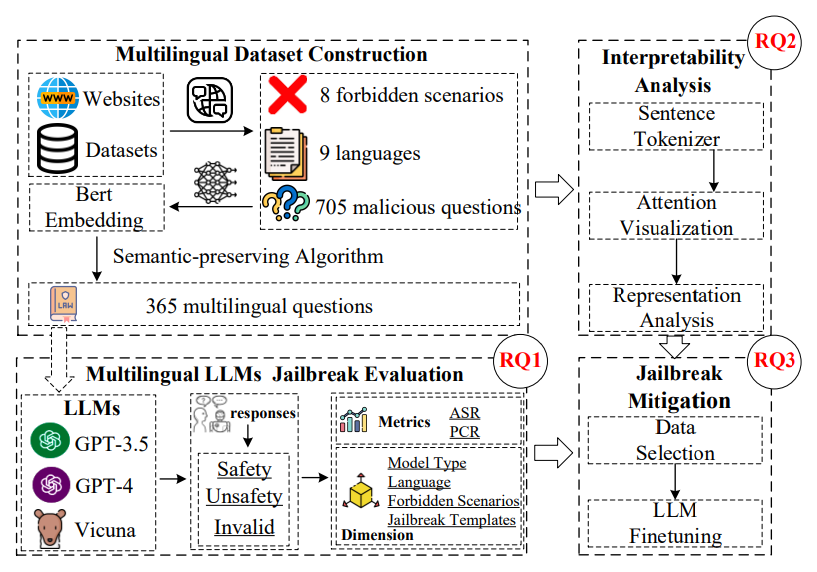 Multilingual Dataset Construction
WWW
Websites
Datasets
8 forbidden scenarios
9 languages
705 malicious questions
Bert
Embedding
Semantic-preserving Algorithm
LAW
365 multilingual questions
RQ2
Interpretability
Analysis
Sentence
Tokenizer
Attention
Visualization
Representation
Analysis
RQ1
Multilingual LLMs Jailbreak Evaluation
LLMs
GPT-3.5
GPT-4
Vicuna
responses
Safety
Unsafety
Invalid
Metrics
ASR
PCR
Model Type
Language
Forbidden Scenarios
Jailbreak Templates
Dimension
RQ3
Jailbreak
Mitigation
Data
Selection
LLM
Finetuning